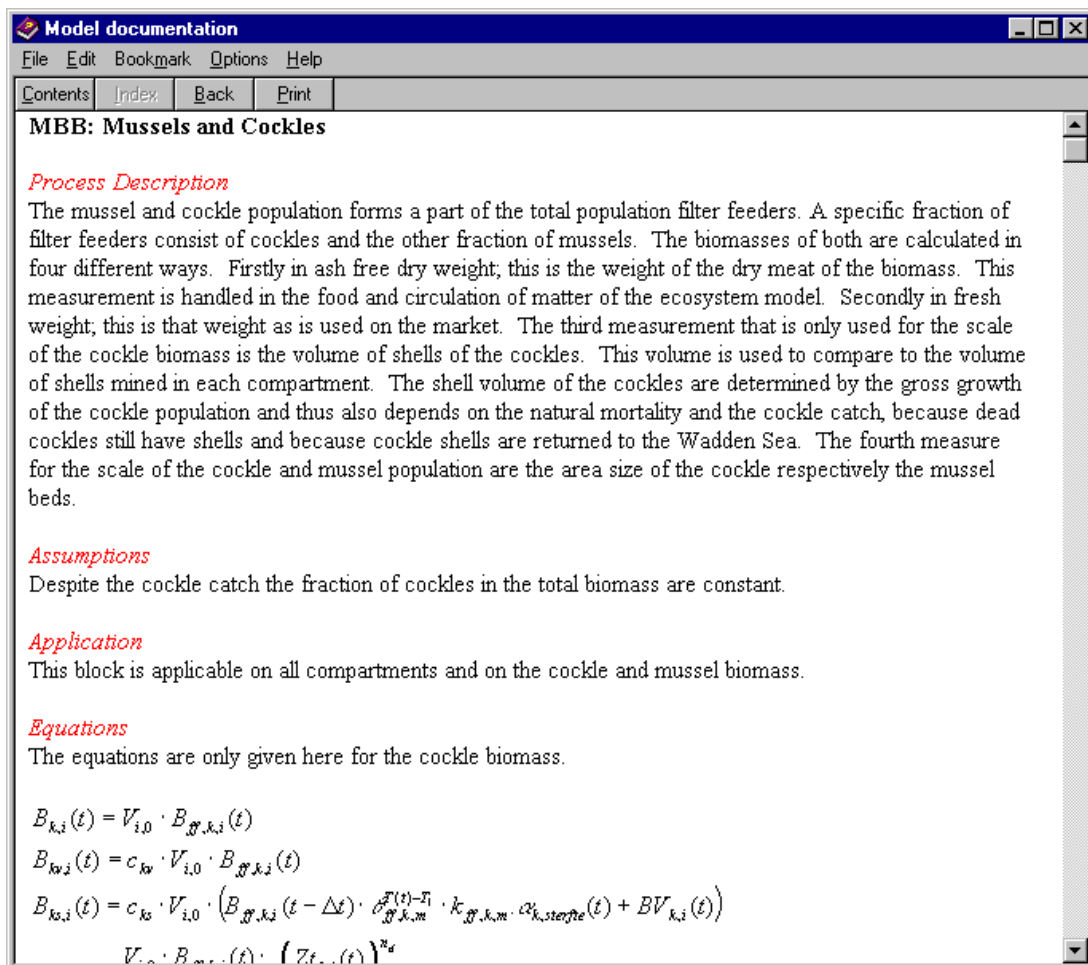 Model documentation
File Edit Bookmark Options Help
Contents Index Back Print
MBB: Mussels and Cockles
Process Description
The mussel and cockle population forms a part of the total population filter feeders. A specific fraction of
filter feeders consist of cockles and the other fraction of mussels. The biomasses of both are calculated in
four different ways. Firstly in ash free dry weight; this is the weight of the dry meat of the biomass. This
measurement is handled in the food and circulation of matter of the ecosystem model. Secondly in fresh
weight; this is that weight as is used on the market. The third measurement that is only used for the scale
of the cockle biomass is the volume of shells of the cockles. This volume is used to compare to the volume
of shells mined in each compartment. The shell volume of the cockles are determined by the gross growth
of the cockle population and thus also depends on the natural mortality and the cockle catch, because dead
cockles still have shells and because cockle shells are returned to the Wadden Sea. The fourth measure
for the scale of the cockle and mussel population are the area size of the cockle respectively the mussel
beds.
Assumptions
Despite the cockle catch the fraction of cockles in the total biomass are constant.
Application
This block is applicable on all compartments and on the cockle and mussel biomass.
Equations
The equations are only given here for the cockle biomass.
B_{k,i}(t) = V_{i,0} · B_{ff,k,i}(t)
B_{kv,i}(t) = c_{kv} · V_{i,0} · B_{ff,k,i}(t)
B_{ks,i}(t) = c_{ks} · V_{i,0} · (B_{ff,k,i}(t − Δt) · δ_{ff,k,m}^{T(t)−T_1} · k_{ff,k,m} · α_{k,sterfte}(t) + BV_{k,i}(t))